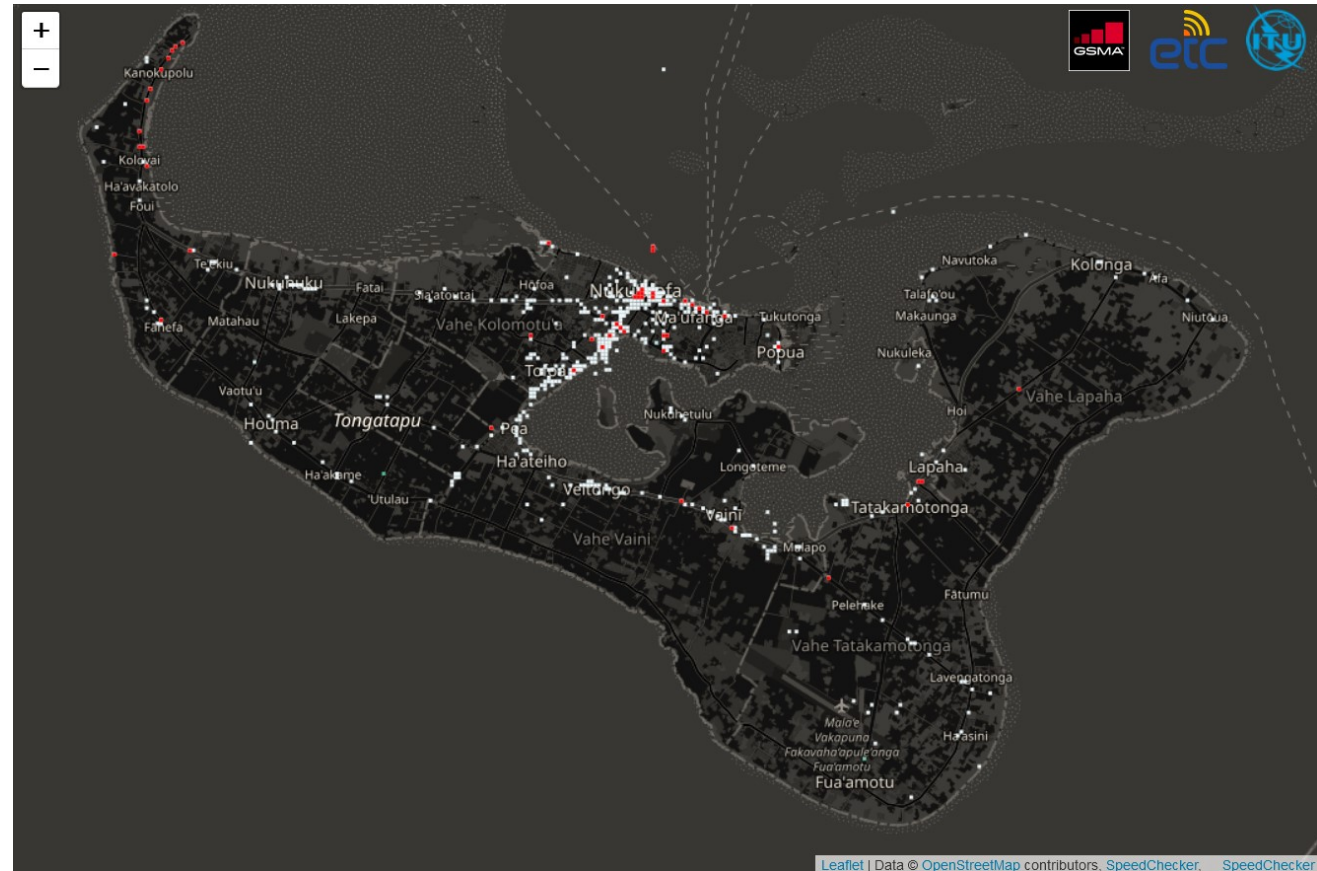 +
−
GSMA
etc
ITU
Kanokupolu
Kolovai
Ha'avakatolo
Foui
Te'ekiu
Nukunuku
Fatai
Sia'atoutai
Hofoa
Nuku'alofa
Ma'ufanga
Tukutonga
Popua
Navutoka
Kolonga
Afa
Talafo'ou
Makaunga
Niutoua
Nukuleka
Fahefa
Matahau
Lakepa
Vahe Kolomotu'a
Tofoa
Vaotu'u
Houma
Tongatapu
Pea
Nukuhetulu
Vahe Lapaha
Hoi
Ha'ateiho
Longoteme
Lapaha
Ha'akame
'Utulau
Veitongo
Vaini
Tatakamotonga
Vahe Vaini
Malapo
Pelehake
Fātumu
Vahe Tatakamotonga
Lavengatonga
Mala'e
Vakapuna
Fakavaha'apule'anga
Fua'amotu
Ha'asini
Fua'amotu
Leaflet | Data © OpenStreetMap contributors, SpeedChecker, SpeedChecker